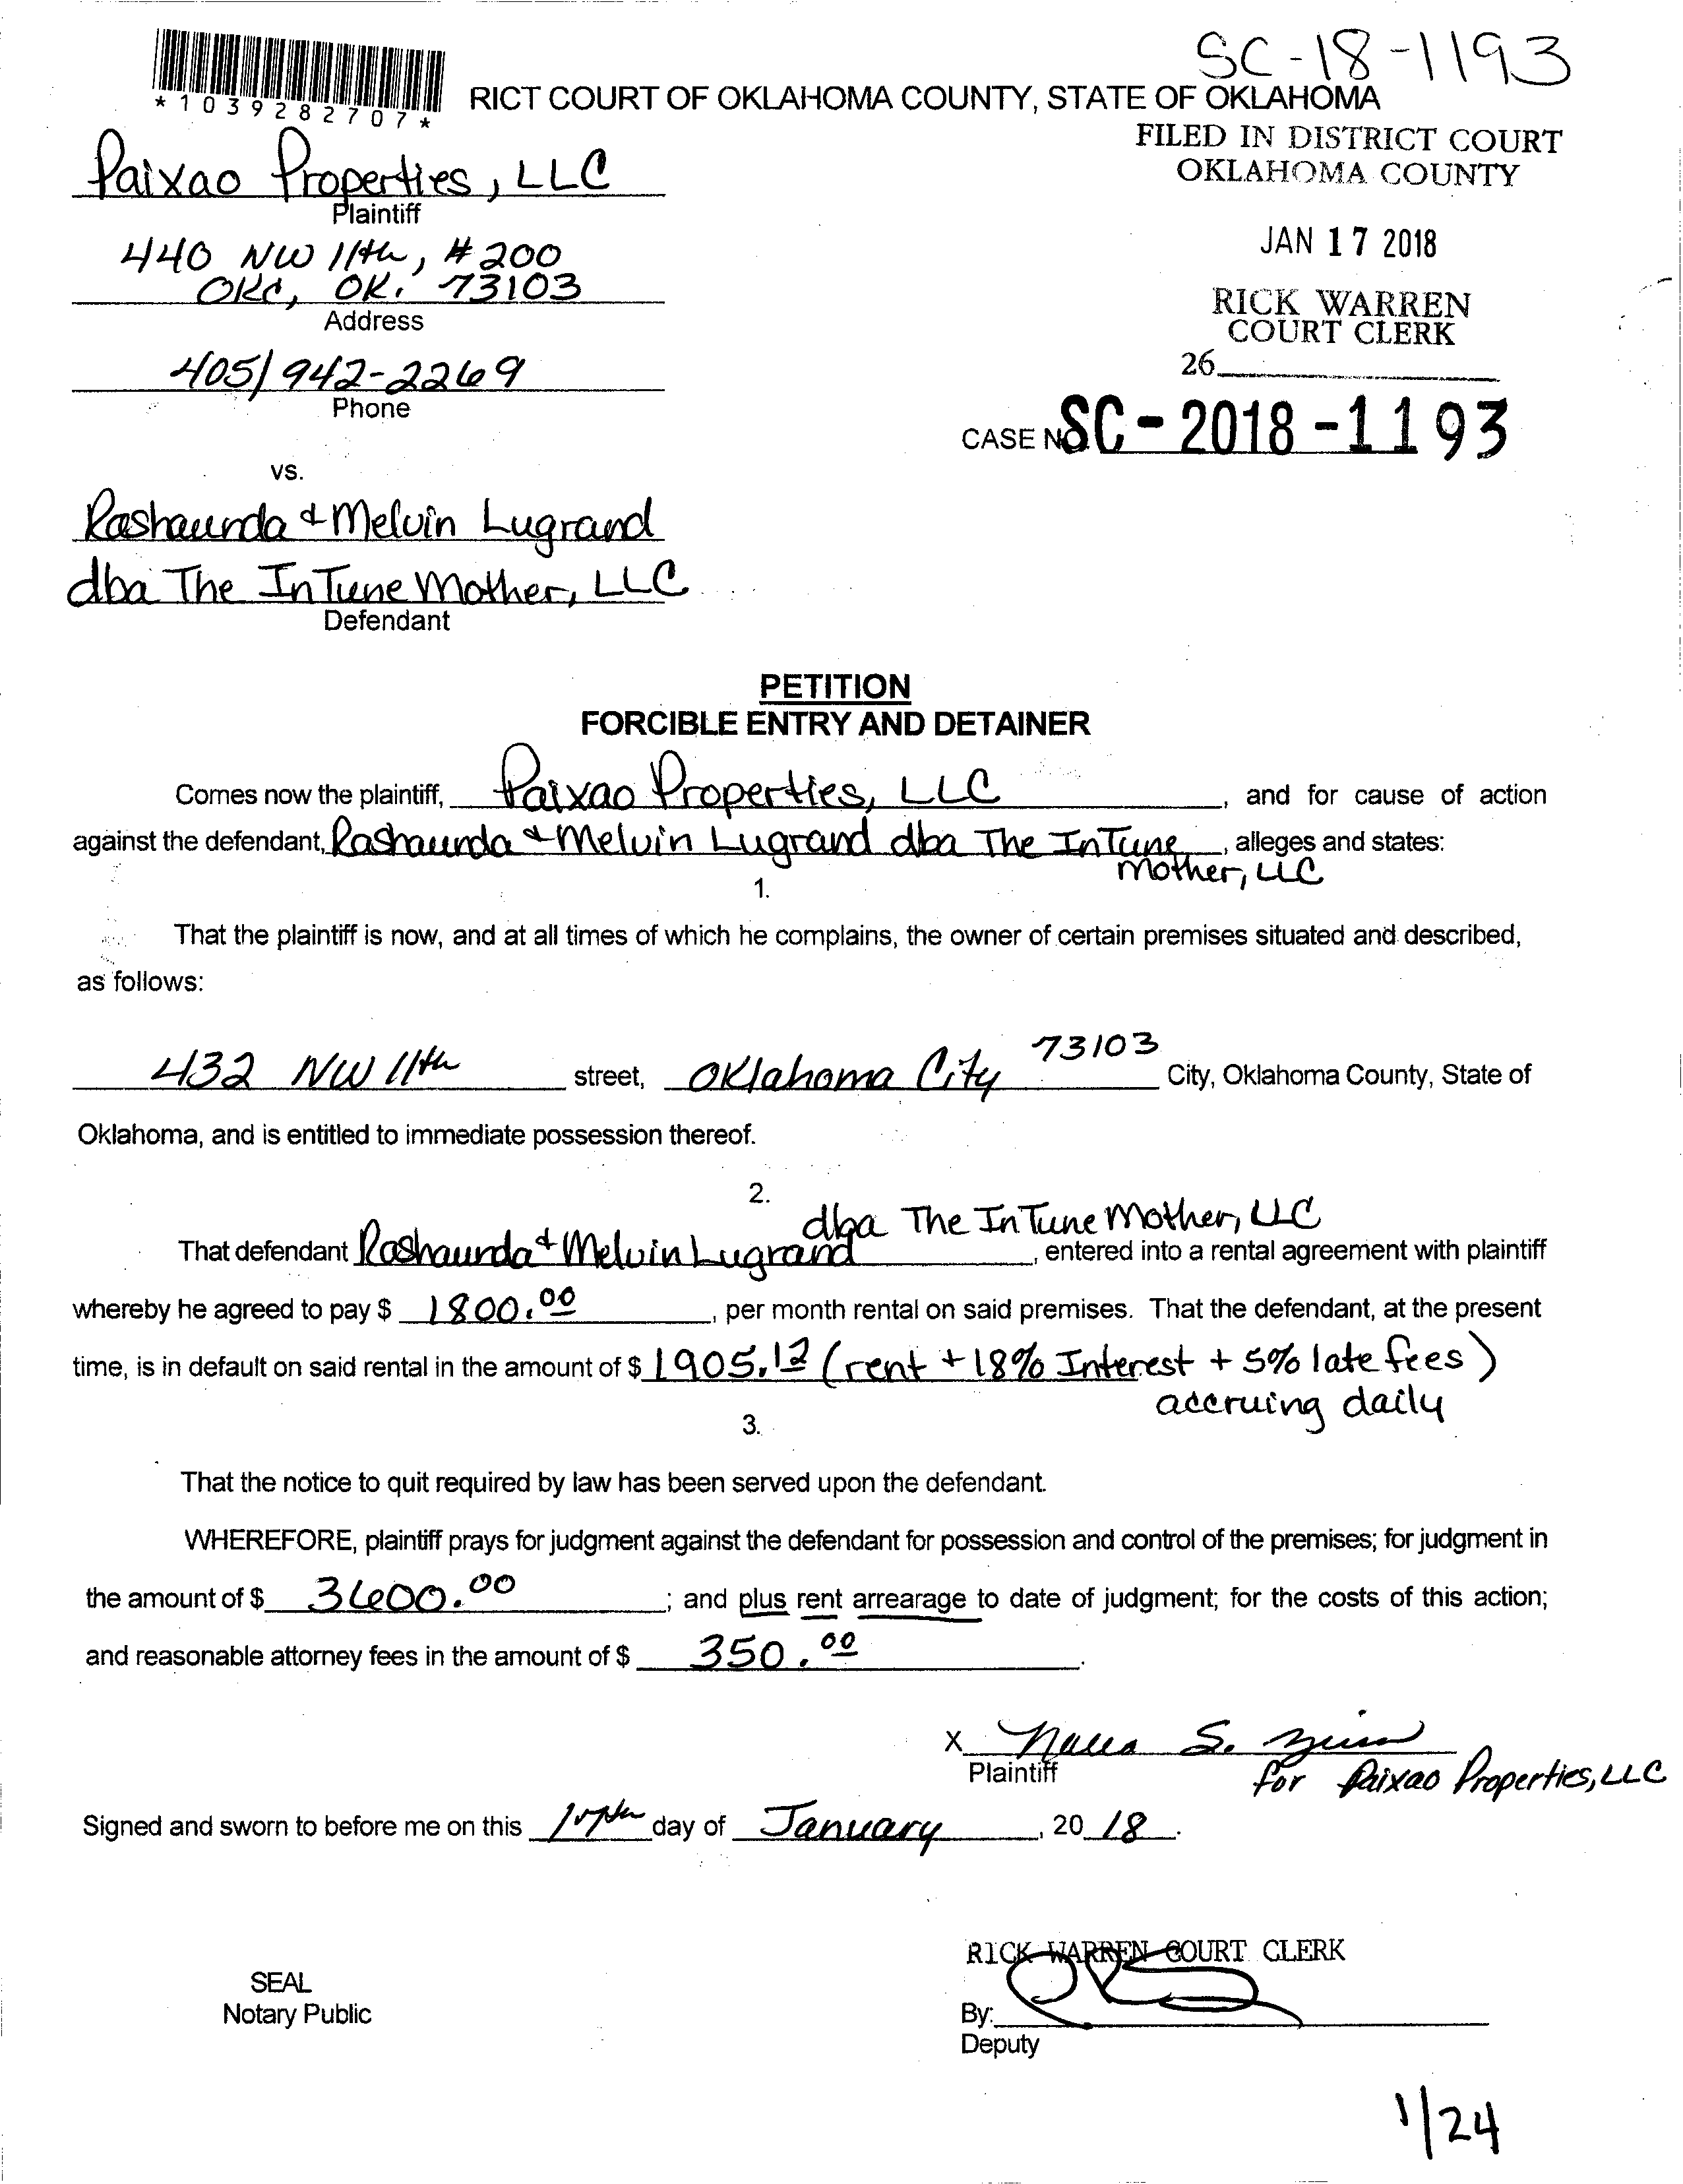 SC-18-1193
*1039282707*
RICT COURT OF OKLAHOMA COUNTY, STATE OF OKLAHOMA
FILED IN DISTRICT COURT
OKLAHOMA COUNTY
JAN 17 2018
RICK WARREN
COURT CLERK
26
Paixao Properties, LLC
Plaintiff
440 NW 11th, #200
OKC, OK. 73103
Address
405/942-2269
Phone
CASE NO. SC-2018-1193
vs.
Rashaunda & Melvin Lugrand
dba The InTune Mother, LLC
Defendant
PETITION
FORCIBLE ENTRY AND DETAINER
Comes now the plaintiff, Paixao Properties, LLC, and for cause of action
against the defendant, Rashaunda & Melvin Lugrand dba The InTune, alleges and states:
Mother, LLC
1.
That the plaintiff is now, and at all times of which he complains, the owner of certain premises situated and described,
as follows:
432 NW 11th street, Oklahoma City 73103 City, Oklahoma County, State of
Oklahoma, and is entitled to immediate possession thereof.
2.
dba The InTune Mother, LLC
That defendant Rashaunda & Melvin Lugrand, entered into a rental agreement with plaintiff
whereby he agreed to pay $ 1800.00, per month rental on said premises. That the defendant, at the present
time, is in default on said rental in the amount of $ 1905.12 (rent + 18% Interest + 5% late fees)
accruing daily
3.
That the notice to quit required by law has been served upon the defendant.
WHEREFORE, plaintiff prays for judgment against the defendant for possession and control of the premises; for judgment in
the amount of $ 3600.00; and plus rent arrearage to date of judgment; for the costs of this action;
and reasonable attorney fees in the amount of $ 350.00.
X S.
Plaintiff
for Paixao Properties, LLC
Signed and sworn to before me on this 17th day of January, 2018.
RICK WARREN COURT CLERK
SEAL
Notary Public
By:
Deputy
1/24